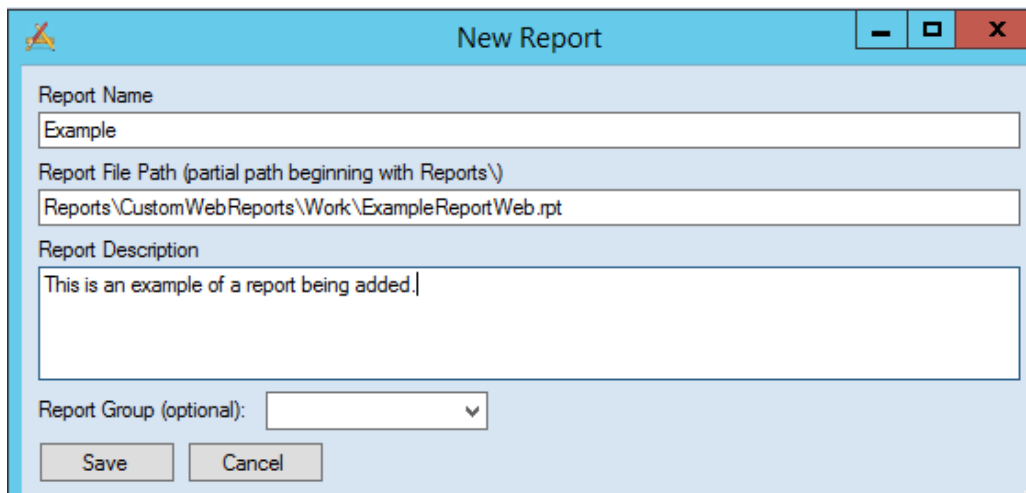 New Report
Report Name
Example
Report File Path (partial path beginning with Reports\)
Reports\CustomWebReports\Work\ExampleReportWeb.rpt
Report Description
This is an example of a report being added.
Report Group (optional):
Save Cancel